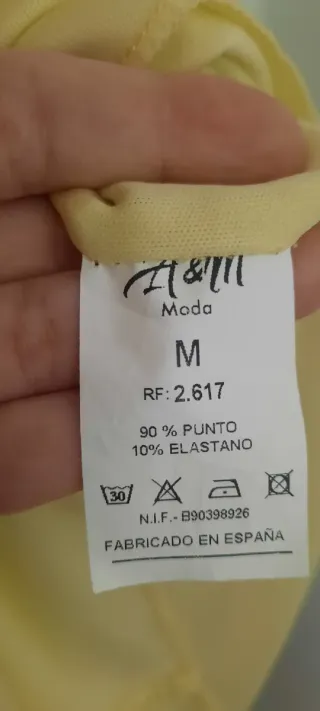 A&M
Moda
M
RF: 2.617
90 % PUNTO
10% ELASTANO
30
N.I.F.- B90398926
FABRICADO EN ESPAÑA